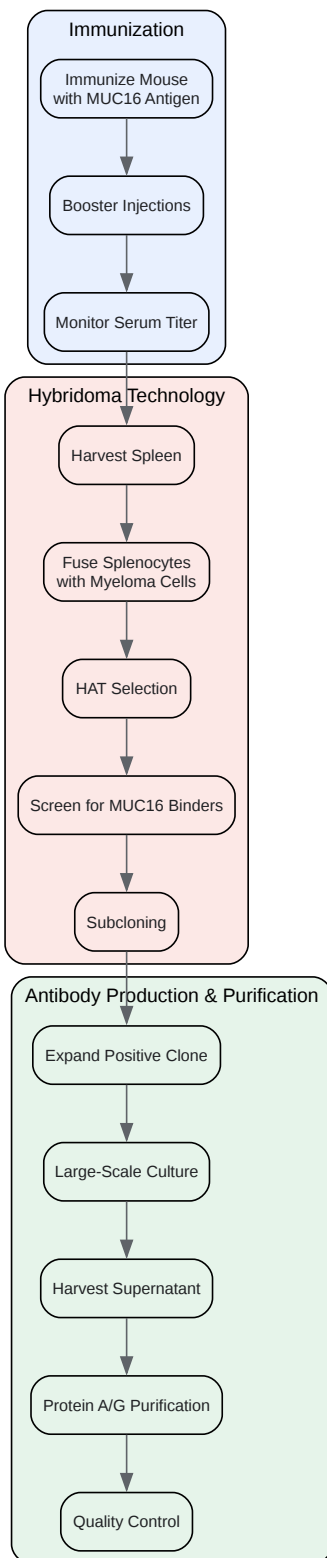 Immunization
Immunize Mouse
with MUC16 Antigen
Booster Injections
Monitor Serum Titer
Hybridoma Technology
Harvest Spleen
Fuse Splenocytes
with Myeloma Cells
HAT Selection
Screen for MUC16 Binders
Subcloning
Antibody Production & Purification
Expand Positive Clone
Large-Scale Culture
Harvest Supernatant
Protein A/G Purification
Quality Control